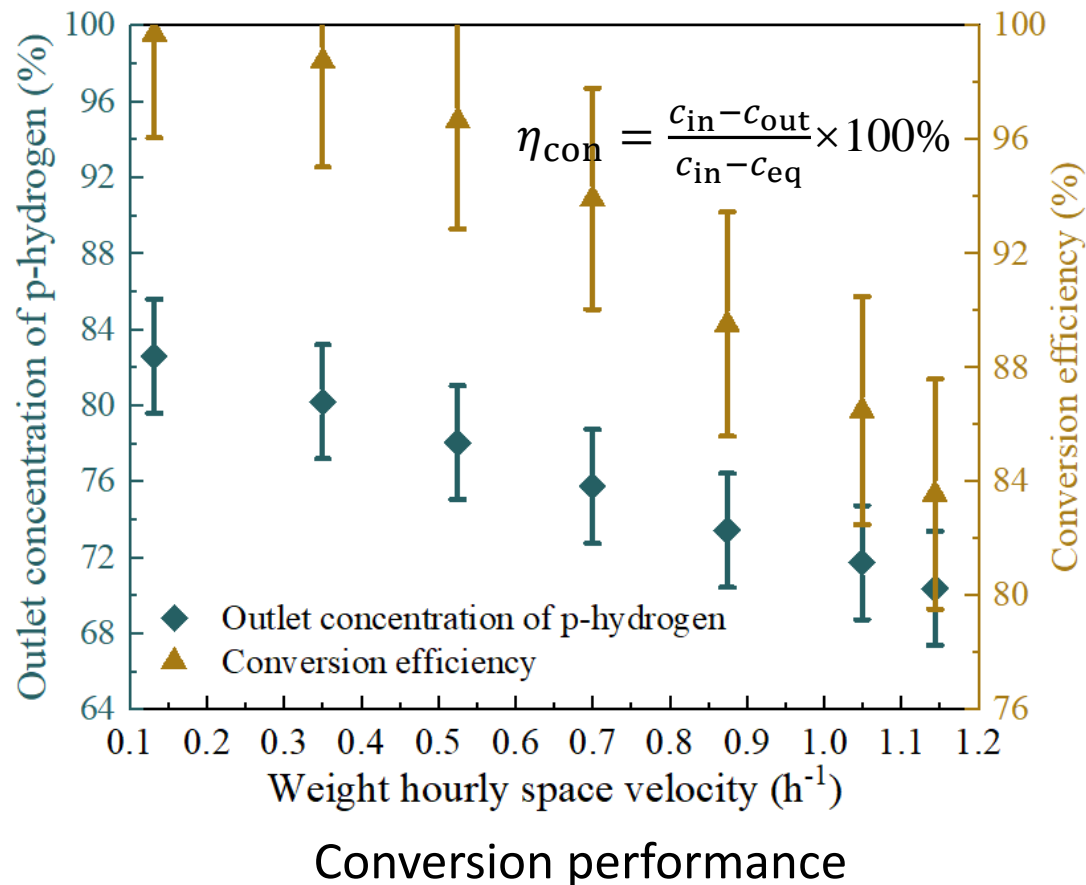 Outlet concentration of p-hydrogen (%)
100
96
92
88
84
80
76
72
68
64
η_con = (c_in−c_out)/(c_in−c_eq)×100%
Outlet concentration of p-hydrogen
Conversion efficiency
100
96
92
88
84
80
76
Conversion efficiency (%)
0.1 0.2 0.3 0.4 0.5 0.6 0.7 0.8 0.9 1.0 1.1 1.2
Weight hourly space velocity (h⁻¹)
Conversion performance